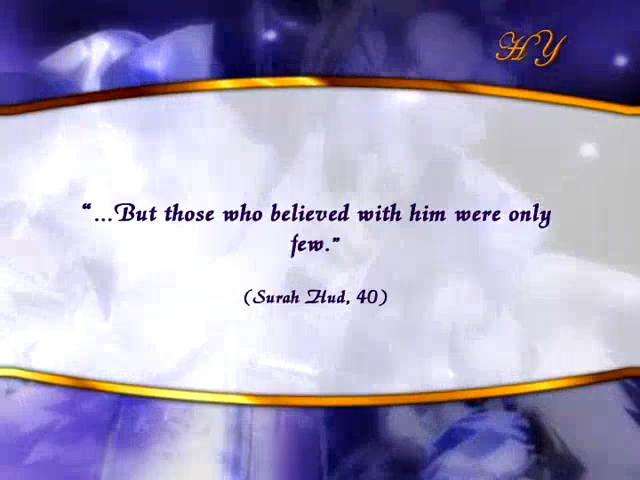 HY
“...But those who believed with him were only
few.”
(Surah Hud, 40)